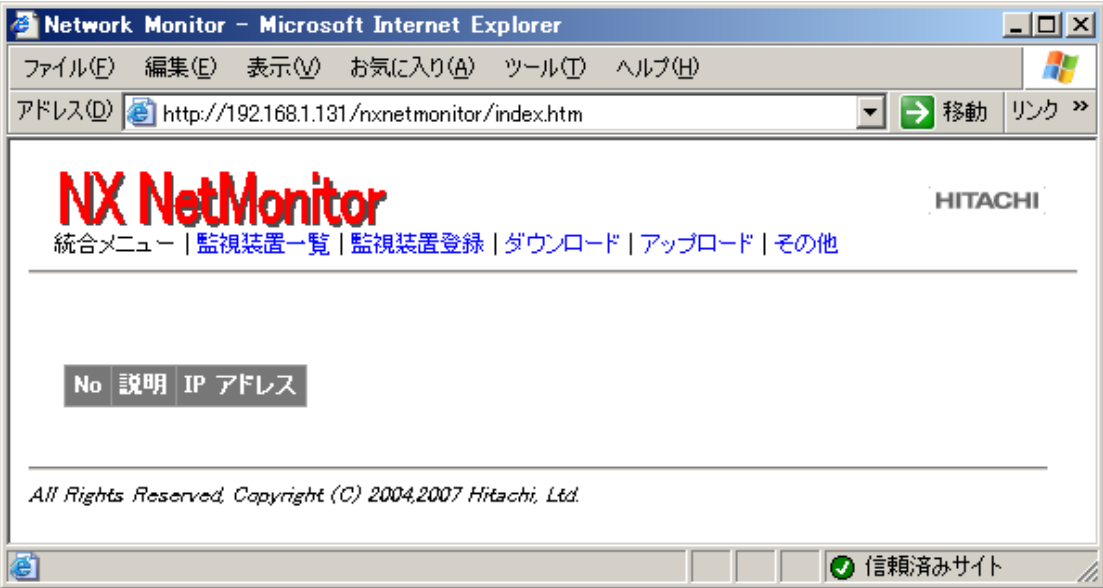 Network Monitor - Microsoft Internet Explorer
ファイル(F) 編集(E) 表示(V) お気に入り(A) ツール(T) ヘルプ(H)
アドレス(D) http://192.168.1.131/nxnetmonitor/index.htm 移動 リンク »
NX NetMonitor
HITACHI
統合メニュー | 監視装置一覧 | 監視装置登録 | ダウンロード | アップロード | その他
No 説明 IP アドレス
All Rights Reserved, Copyright (C) 2004,2007 Hitachi, Ltd.
信頼済みサイト